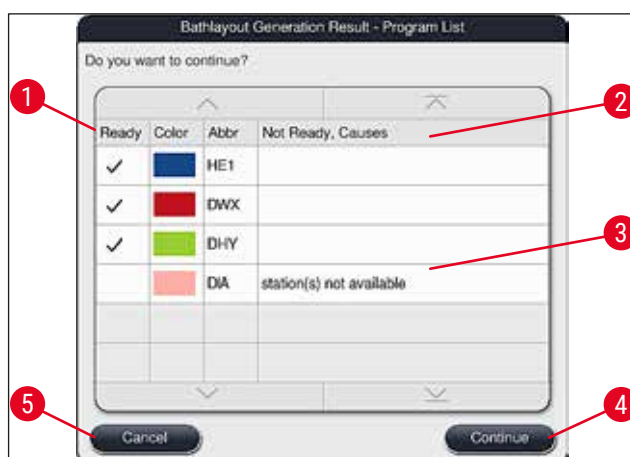 Bathlayout Generation Result - Program List
Do you want to continue?
1
2
Ready Color Abbr Not Ready, Causes
HE1
DWX
DHY
3
DIA station(s) not available
5
4
Cancel Continue